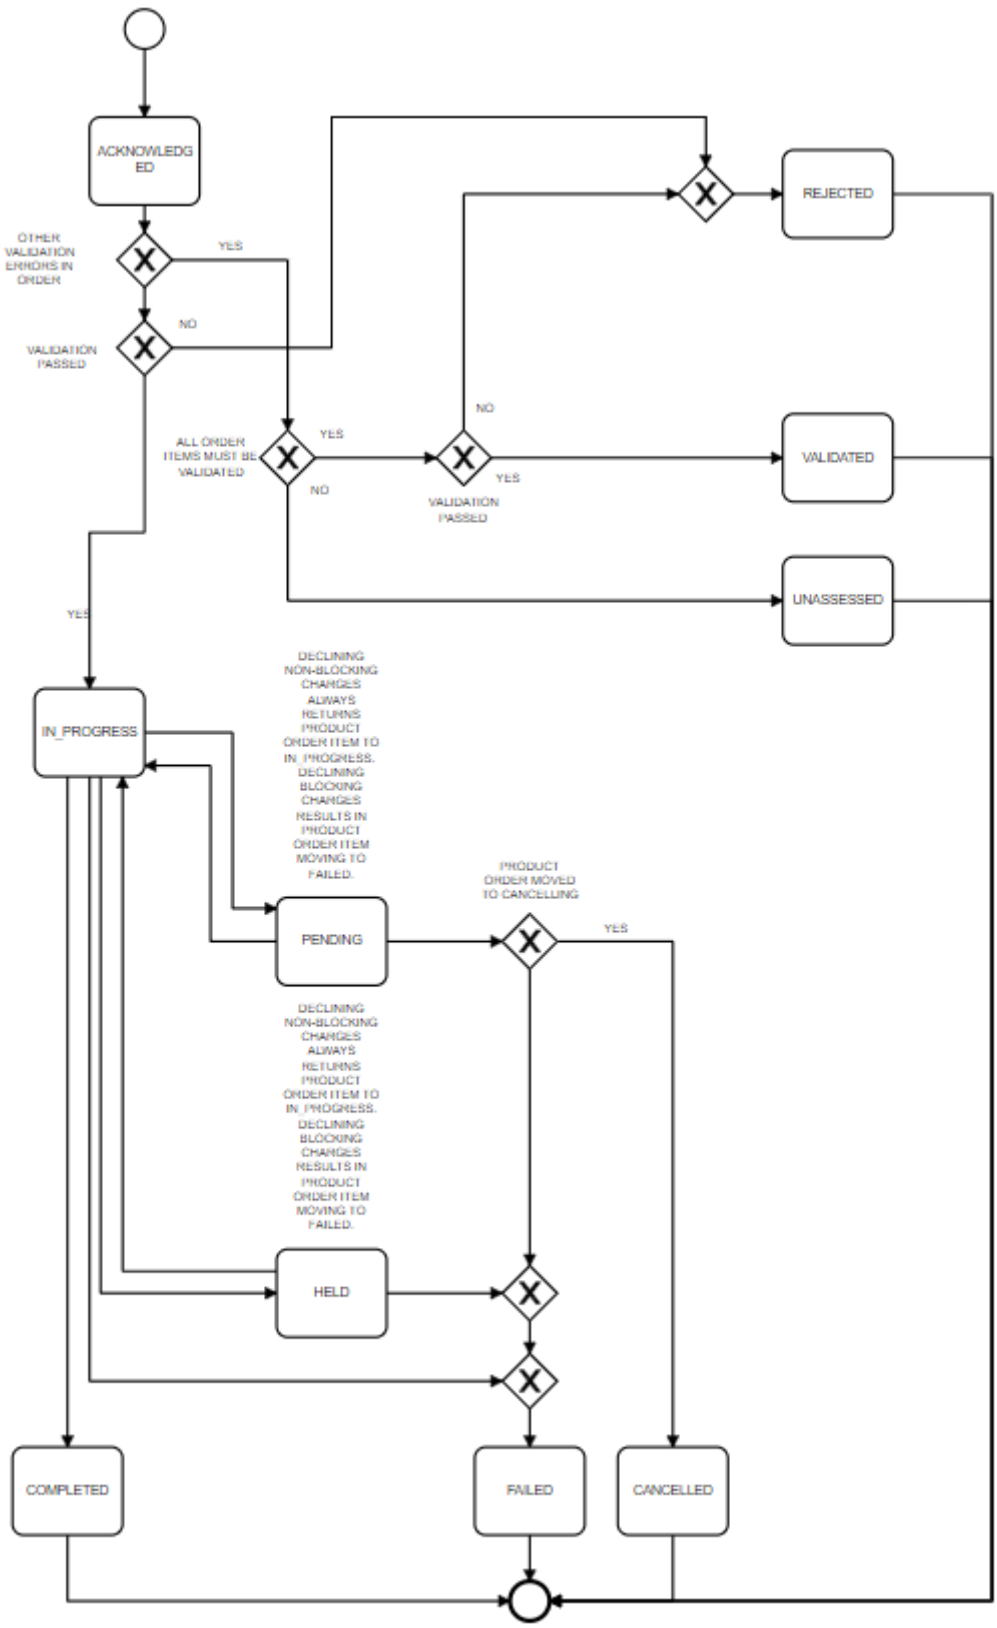 ACKNOWLEDG
ED
OTHER
VALIDATION
ERRORS IN
ORDER
YES
NO
VALIDATION
PASSED
REJECTED
ALL ORDER
ITEMS MUST BE
VALIDATED
YES
NO
NO
YES
VALIDATION
PASSED
VALIDATED
UNASSESSED
YES
IN_PROGRESS
DECLINING
NON-BLOCKING
CHARGES
ALWAYS
RETURNS
PRODUCT
ORDER ITEM TO
IN_PROGRESS.
DECLINING
BLOCKING
CHARGES
RESULTS IN
PRODUCT
ORDER ITEM
MOVING TO
FAILED.
PENDING
PRODUCT
ORDER MOVED
TO CANCELLING
YES
DECLINING
NON-BLOCKING
CHARGES
ALWAYS
RETURNS
PRODUCT
ORDER ITEM TO
IN_PROGRESS.
DECLINING
BLOCKING
CHARGES
RESULTS IN
PRODUCT
ORDER ITEM
MOVING TO
FAILED.
HELD
COMPLETED
FAILED
CANCELLED